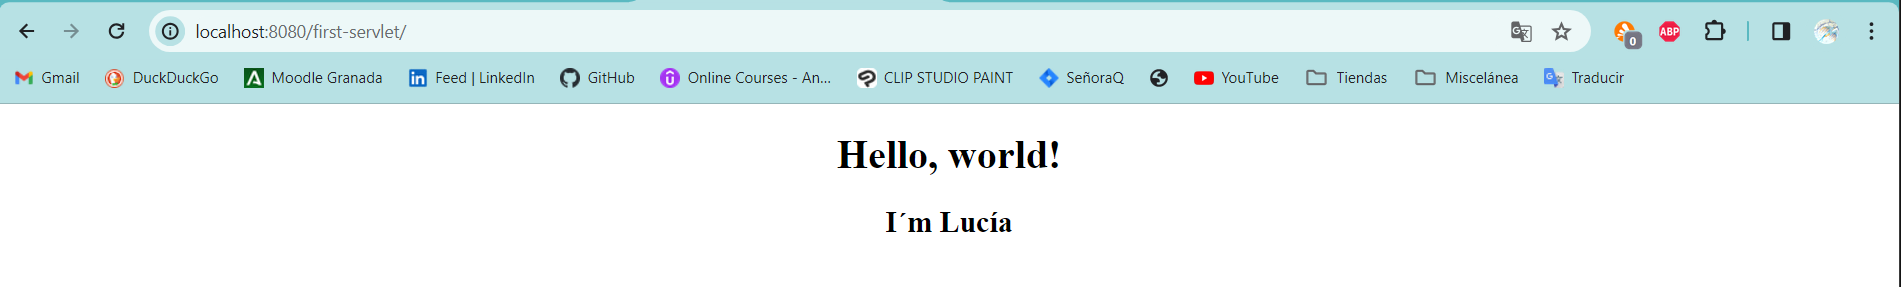 localhost:8080/first-servlet/
0 ABP
Gmail DuckDuckGo Moodle Granada Feed | LinkedIn GitHub Online Courses - An... CLIP STUDIO PAINT SeñoraQ YouTube Tiendas Miscelánea Traducir
Hello, world!
I´m Lucía